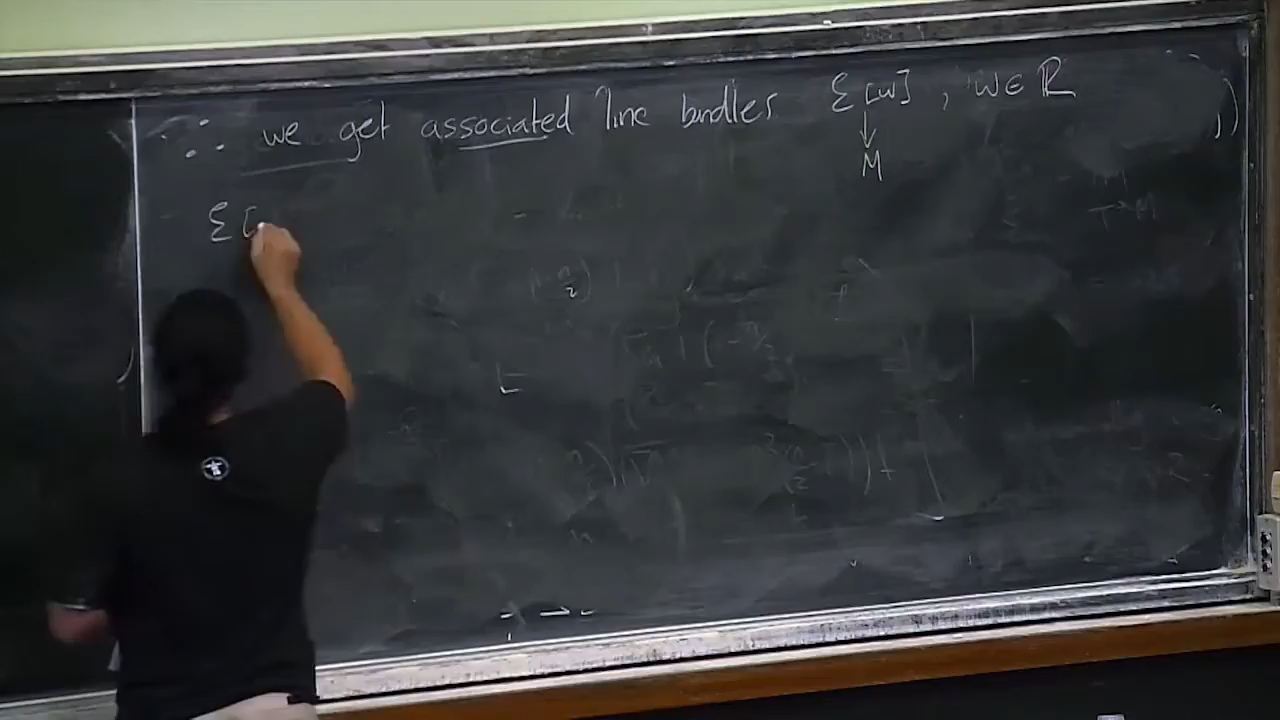 ∴ we get associated line bundles ℰ[w], w∈ℝ
↓
M
ℰ[